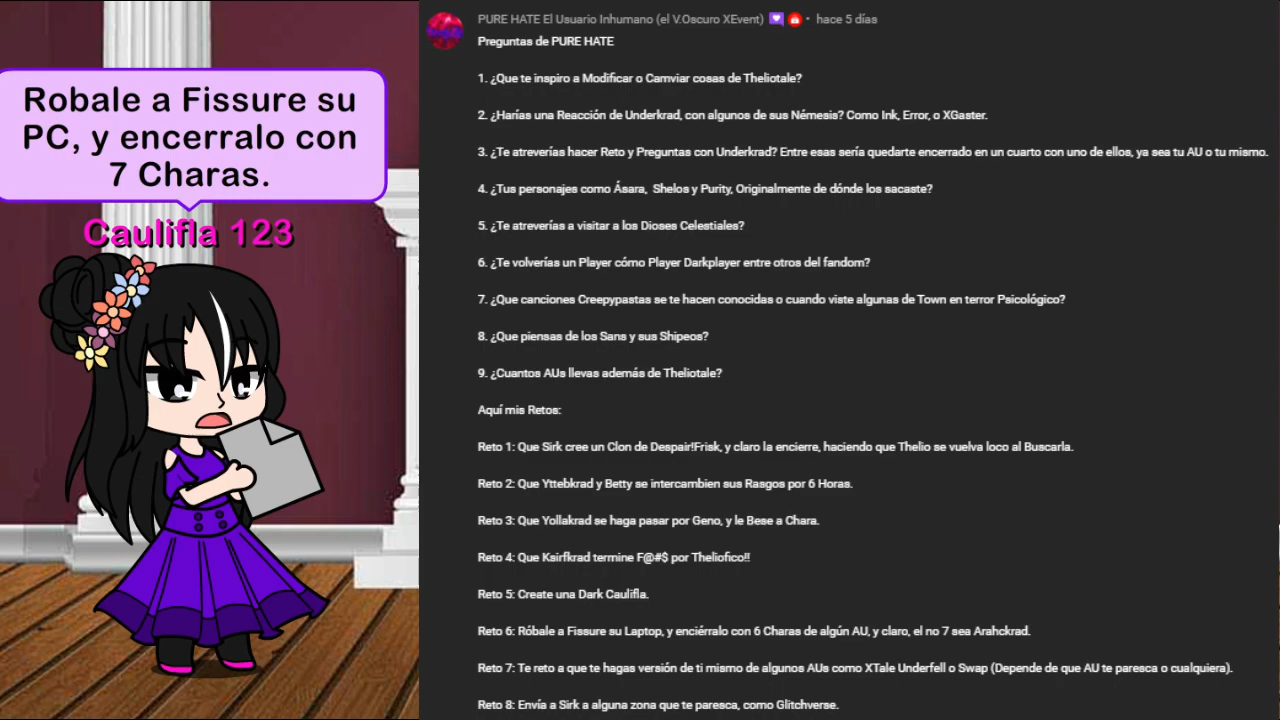 Robale a Fissure su
PC, y encerralo con
7 Charas.
Caulifla 123
PURE HATE El Usuario Inhumano (el V.Oscuro XEvent) • hace 5 días
Preguntas de PURE HATE
1. ¿Que te inspiro a Modificar o Camviar cosas de Theliotale?
2. ¿Harías una Reacción de Underkrad, con algunos de sus Némesis? Como Ink, Error, o XGaster.
3. ¿Te atreverías hacer Reto y Preguntas con Underkrad? Entre esas sería quedarte encerrado en un cuarto con uno de ellos, ya sea tu AU o tu mismo.
4. ¿Tus personajes como Ásara, Shelos y Purity, Originalmente de dónde los sacaste?
5. ¿Te atreverías a visitar a los Dioses Celestiales?
6. ¿Te volverías un Player cómo Player Darkplayer entre otros del fandom?
7. ¿Que canciones Creepypastas se te hacen conocidas o cuando viste algunas de Town en terror Psicológico?
8. ¿Que piensas de los Sans y sus Shipeos?
9. ¿Cuantos AUs llevas además de Theliotale?
Aquí mis Retos:
Reto 1: Que Sirk cree un Clon de Despair!Frisk, y claro la encierre, haciendo que Thelio se vuelva loco al Buscarla.
Reto 2: Que Yttebkrad y Betty se intercambien sus Rasgos por 6 Horas.
Reto 3: Que Yollakrad se haga pasar por Geno, y le Bese a Chara.
Reto 4: Que Ksirfkrad termine F@#$ por Theliofico!!
Reto 5: Create una Dark Caulifla.
Reto 6: Róbale a Fissure su Laptop, y enciérralo con 6 Charas de algún AU, y claro, el no 7 sea Arahckrad.
Reto 7: Te reto a que te hagas versión de ti mismo de algunos AUs como XTale Underfell o Swap (Depende de que AU te paresca o cualquiera).
Reto 8: Envía a Sirk a alguna zona que te paresca, como Glitchverse.